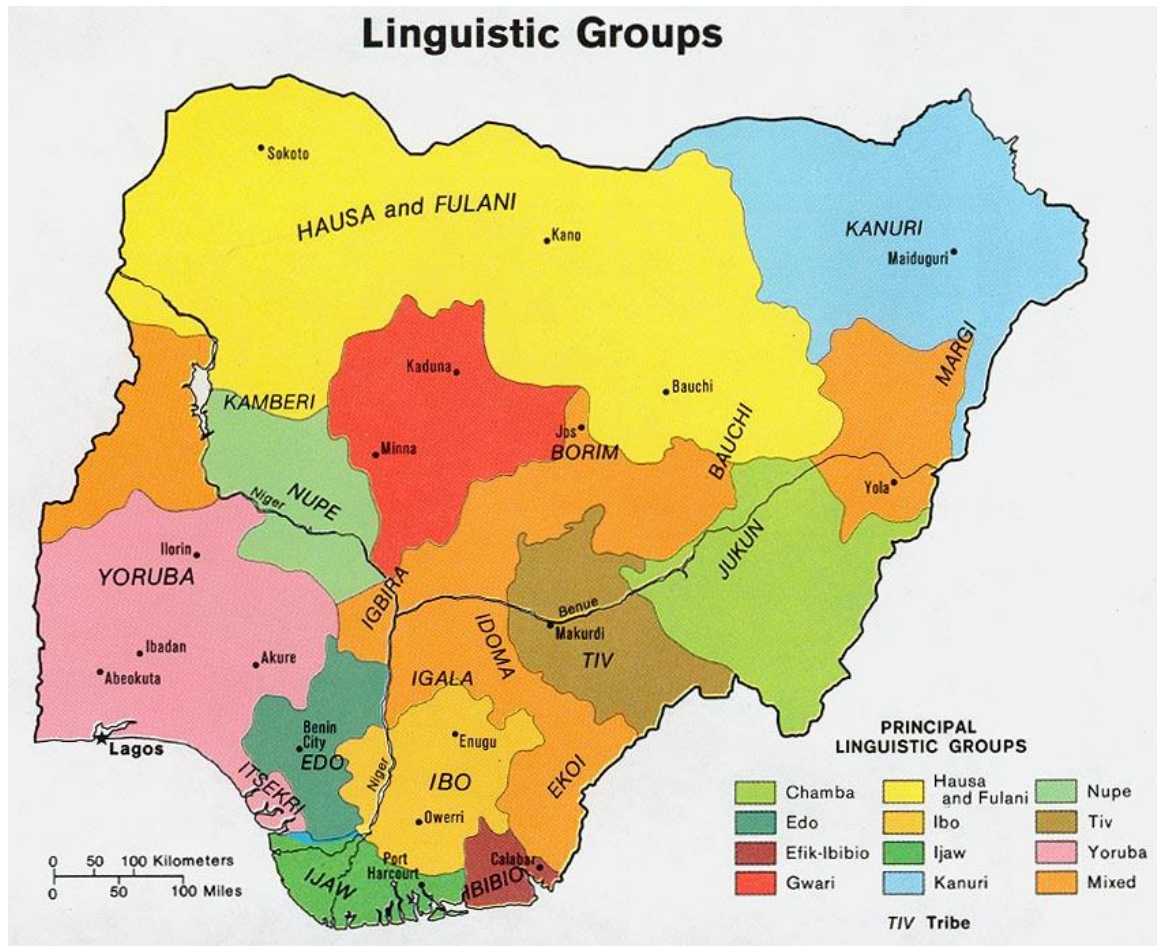 Linguistic Groups
Sokoto
HAUSA and FULANI
Kano
KANURI
Maiduguri
MARGI
Kaduna
Bauchi
KAMBERI
Jos
BORIM
BAUCHI
Minna
Yola
NUPE
Niger
JUKUN
Ilorin
YORUBA
IGBIRA
Benue
IDOMA
Makurdi
TIV
Ibadan
Akure
Abeokuta
IGALA
Lagos
Benin
City
EDO
Enugu
Niger
IBO
EKOI
ITSEKRI
Owerri
Port
Harcourt
Calabar
IJAW
IBIBIO
PRINCIPAL
LINGUISTIC GROUPS
Chamba
Edo
Efik-Ibibio
Gwari
Hausa
and Fulani
Ibo
Ijaw
Kanuri
Nupe
Tiv
Yoruba
Mixed
TIV Tribe
0 50 100 Kilometers
0 50 100 Miles